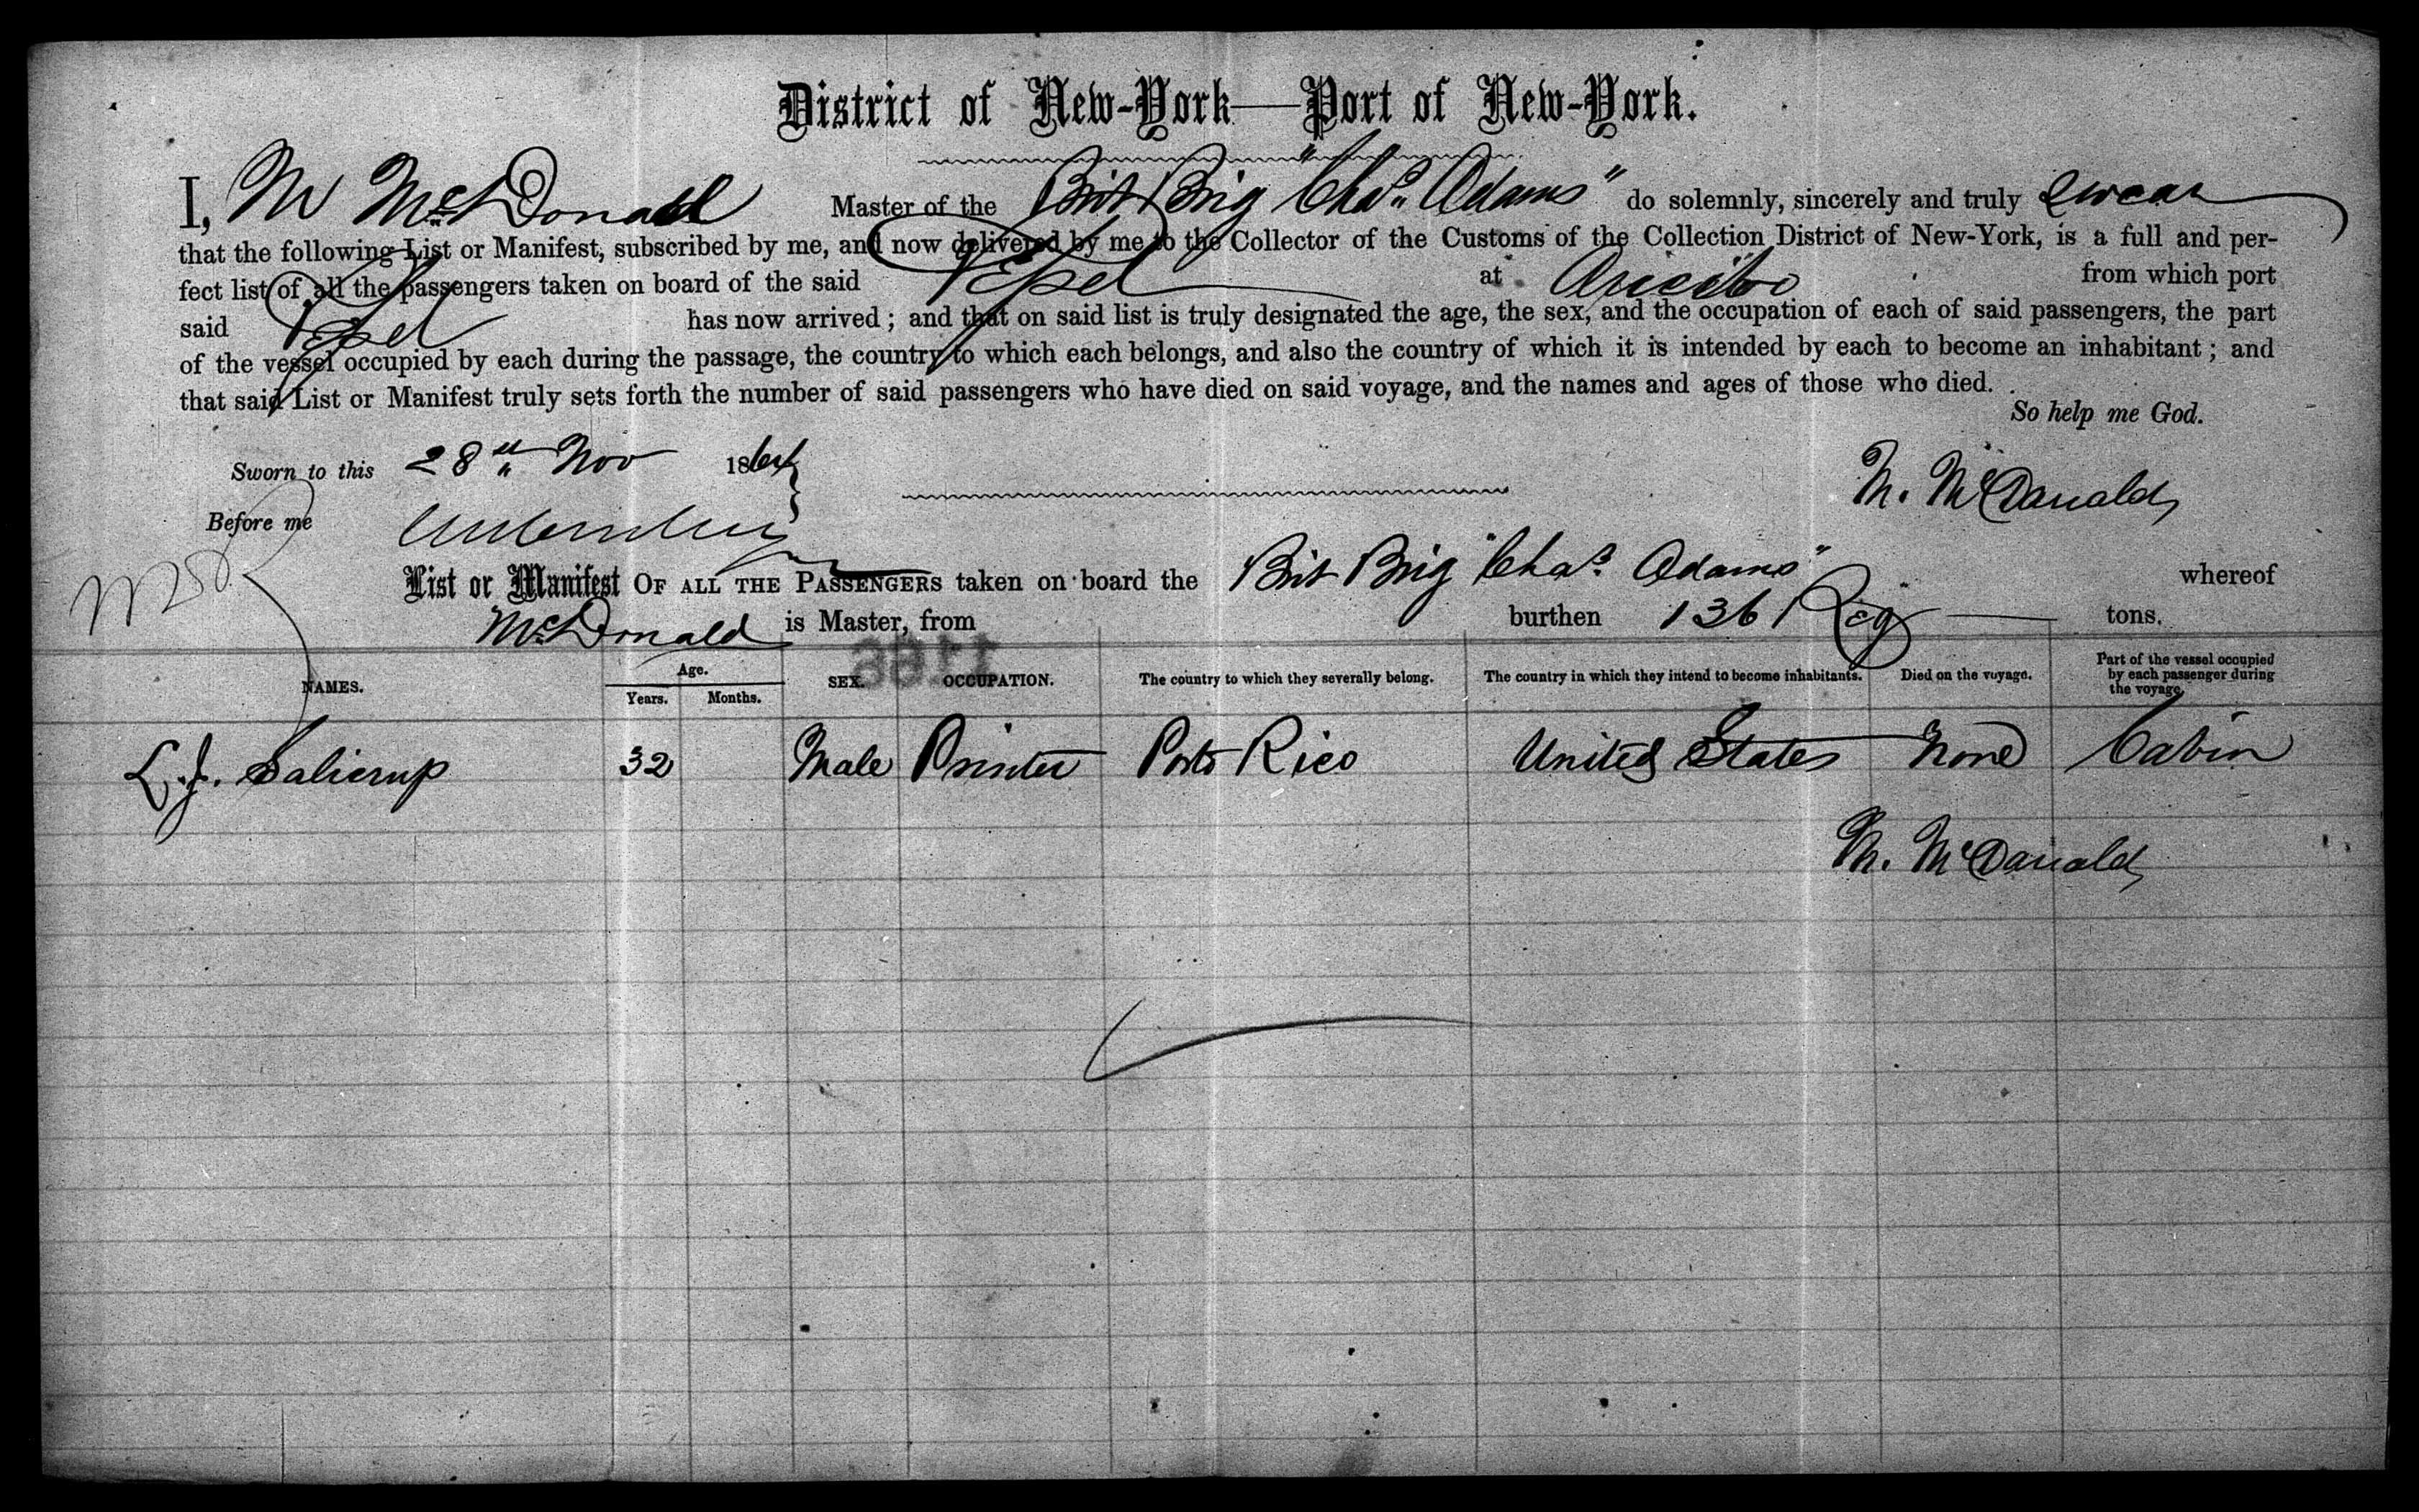 District of New-York—Port of New-York.
I, M McDonald Master of the Brit Brig "Chas. Adams" do solemnly, sincerely and truly swear
that the following List or Manifest, subscribed by me, and now delivered by me to the Collector of the Customs of the Collection District of New-York, is a full and per-
fect list of all the passengers taken on board of the said Vessel at Aricibo from which port
said Vessel has now arrived; and that on said list is truly designated the age, the sex, and the occupation of each of said passengers, the part
of the vessel occupied by each during the passage, the country to which each belongs, and also the country of which it is intended by each to become an inhabitant; and
that said List or Manifest truly sets forth the number of said passengers who have died on said voyage, and the names and ages of those who died.
So help me God.
Sworn to this 28th Nov 1864
M. McDonald
Before me
List or Manifest OF ALL THE PASSENGERS taken on board the Brit Brig "Chas. Adams" whereof
McDonald is Master, from burthen 136 Reg tons.
1166
NAMES. Age. Years. Months. SEX. OCCUPATION. The country to which they severally belong. The country in which they intend to become inhabitants. Died on the voyage. Part of the vessel occupied by each passenger during the voyage.
L. J. Salicrup 32 Male Printer Porto Rico United States None Cabin
M. McDonald